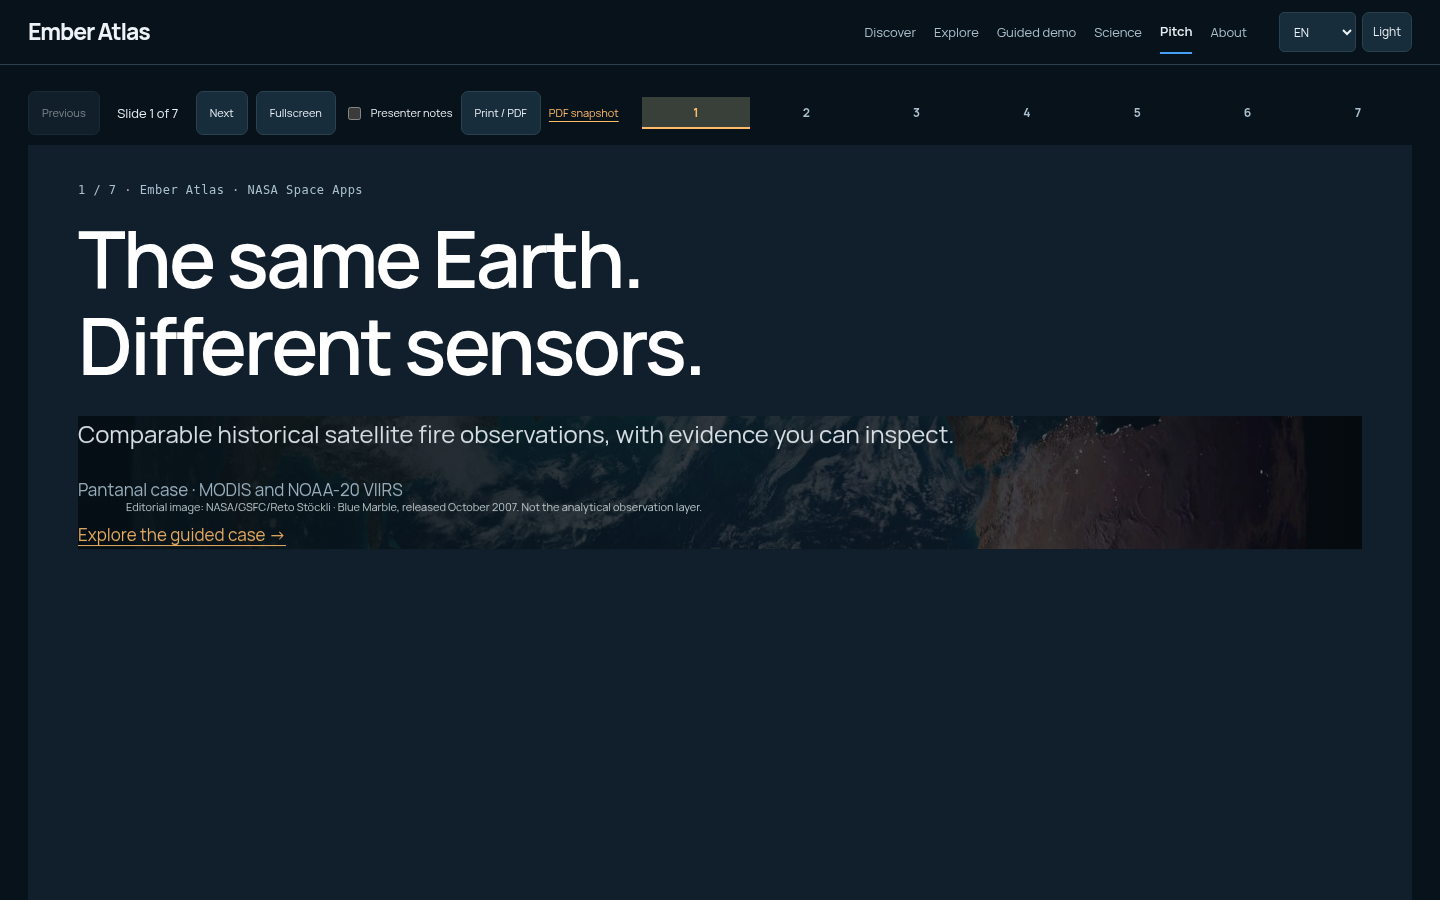 Ember Atlas
Discover Explore Guided demo Science Pitch About EN Light
Previous Slide 1 of 7 Next Fullscreen Presenter notes Print / PDF PDF snapshot 1 2 3 4 5 6 7
1 / 7 · Ember Atlas · NASA Space Apps
The same Earth.
Different sensors.
Comparable historical satellite fire observations, with evidence you can inspect.
Pantanal case · MODIS and NOAA-20 VIIRS
Editorial image: NASA/GSFC/Reto Stöckli · Blue Marble, released October 2007. Not the analytical observation layer.
Explore the guided case →